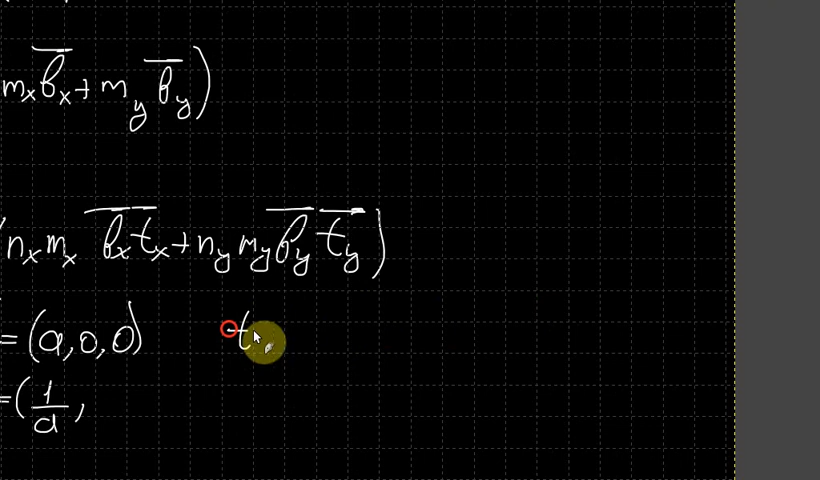 m_x b̄_x + m_y b̄_y)
(n_x m_x b̄_x t̄_x + n_y m_y b̄_y t̄_y)
= (a, 0, 0) t
= (1/a,